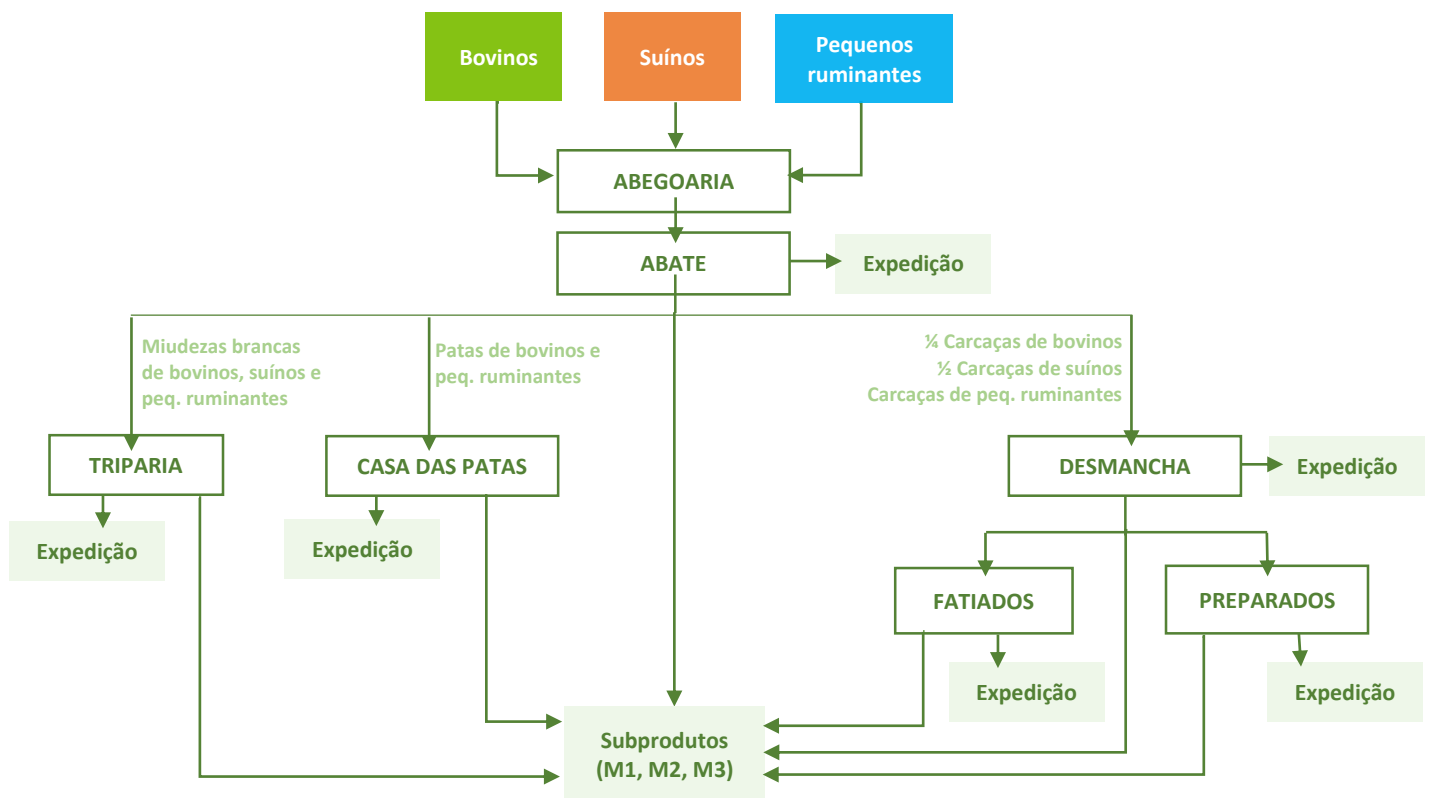 Bovinos
Suínos
Pequenos
ruminantes
ABEGOARIA
ABATE
Expedição
Miudezas brancas
de bovinos, suínos e
peq. ruminantes
Patas de bovinos e
peq. ruminantes
¼ Carcaças de bovinos
½ Carcaças de suínos
Carcaças de peq. ruminantes
TRIPARIA
CASA DAS PATAS
DESMANCHA
Expedição
Expedição
Expedição
FATIADOS
PREPARADOS
Expedição
Expedição
Subprodutos
(M1, M2, M3)